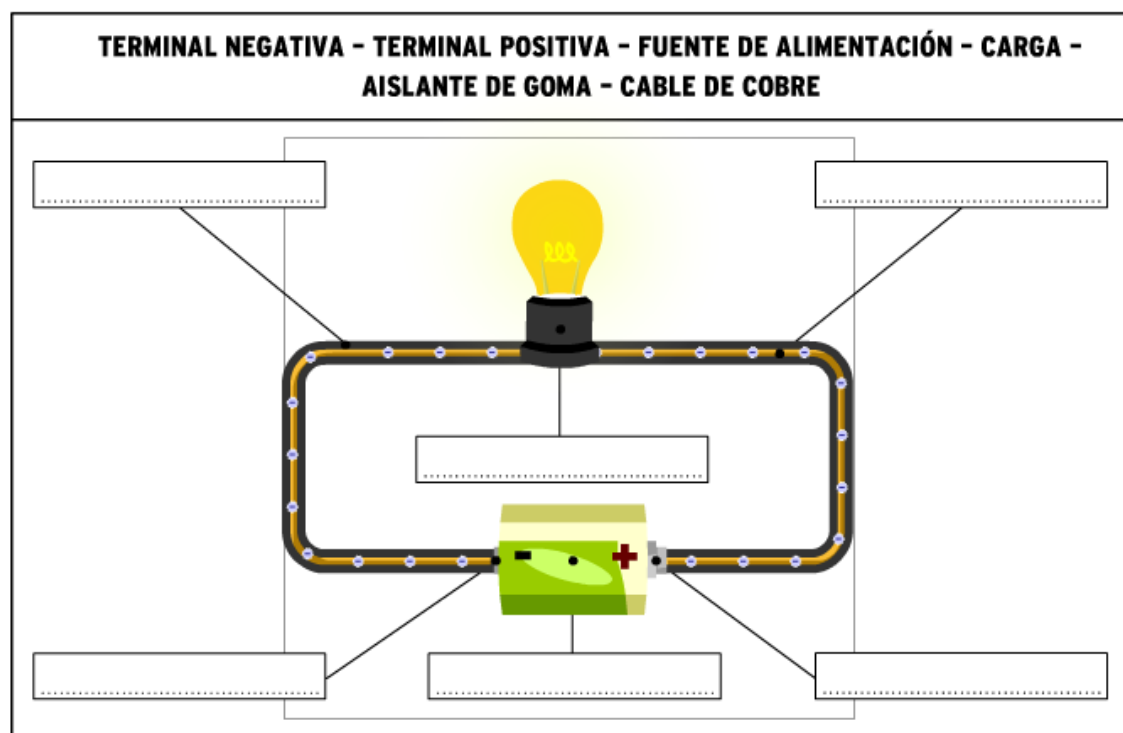 TERMINAL NEGATIVA – TERMINAL POSITIVA – FUENTE DE ALIMENTACIÓN – CARGA –
AISLANTE DE GOMA – CABLE DE COBRE